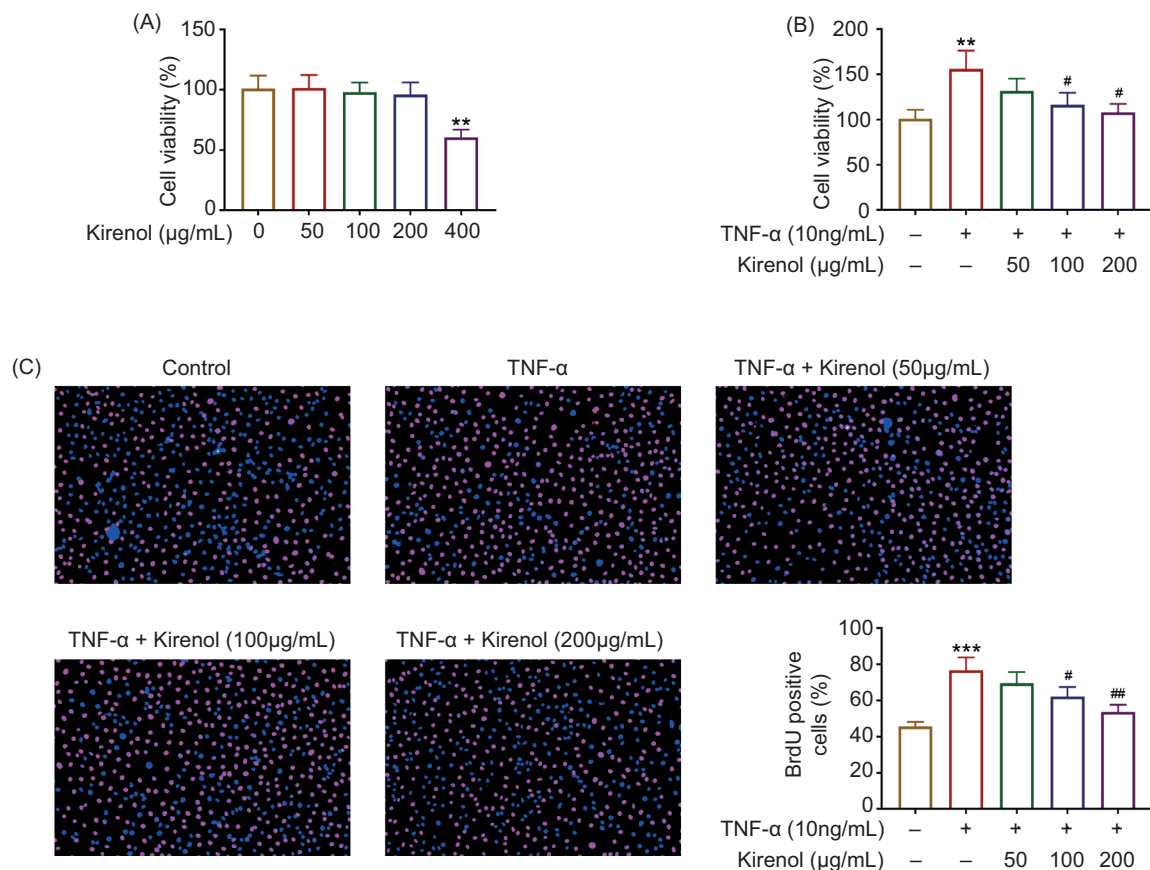 (A)
Cell viability (%)
150
100
50
0
**
Kirenol (μg/mL) 0 50 100 200 400
(B)
Cell viability (%)
200
150
100
50
0
** # #
TNF-α (10ng/mL) – + + + +
Kirenol (μg/mL) – – 50 100 200
(C)
Control TNF-α TNF-α + Kirenol (50μg/mL)
TNF-α + Kirenol (100μg/mL) TNF-α + Kirenol (200μg/mL)
BrdU positive
cells (%)
100
80
60
40
20
0
*** # ##
TNF-α (10ng/mL) – + + + +
Kirenol (μg/mL) – – 50 100 200